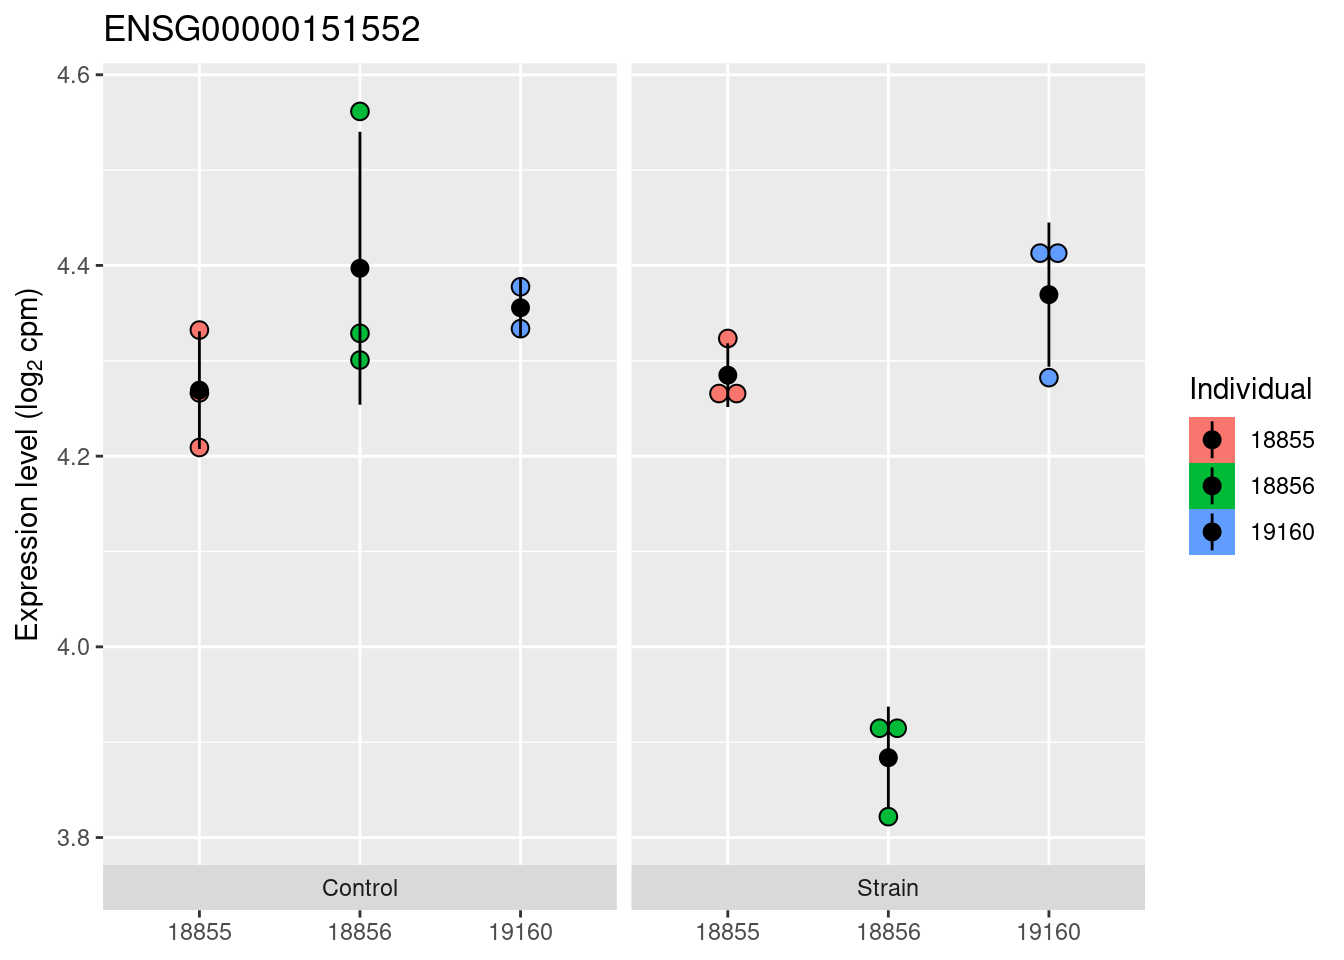 ENSG00000151552
Expression level (log₂ cpm)
4.6
4.4
4.2
4.0
3.8
Control
Strain
18855
18856
19160
18855
18856
19160
Individual
18855
18856
19160